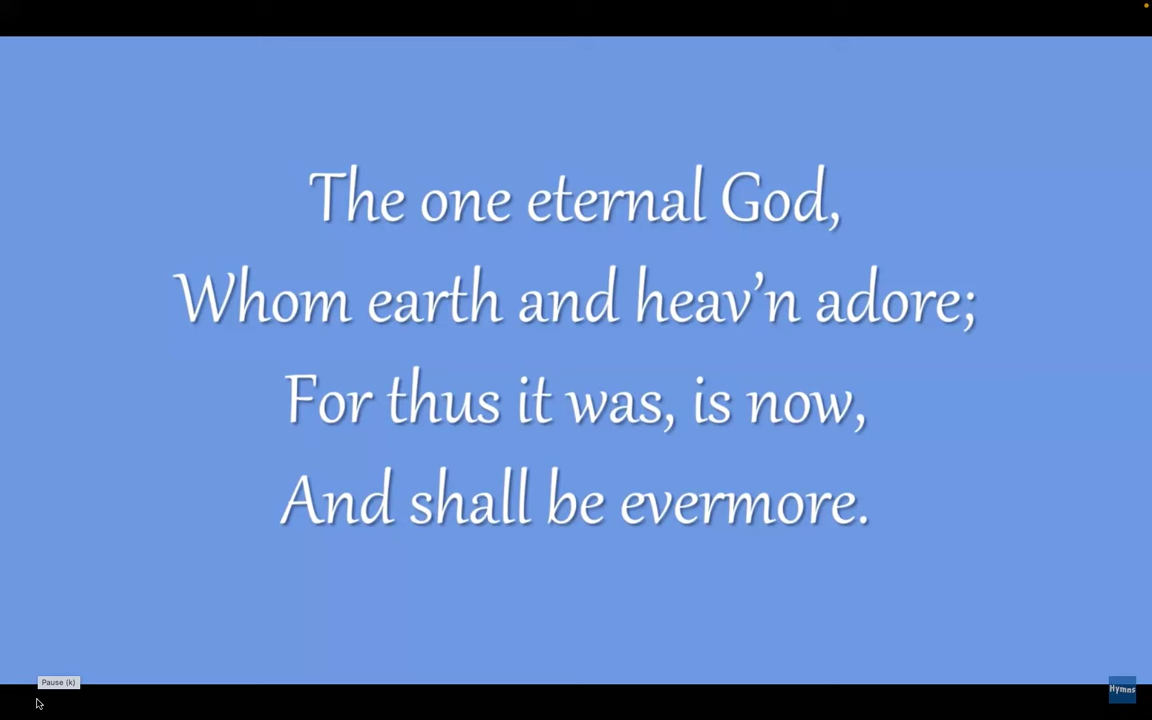 The one eternal God,
Whom earth and heav’n adore;
For thus it was, is now,
And shall be evermore.
Pause (k)
Hymns